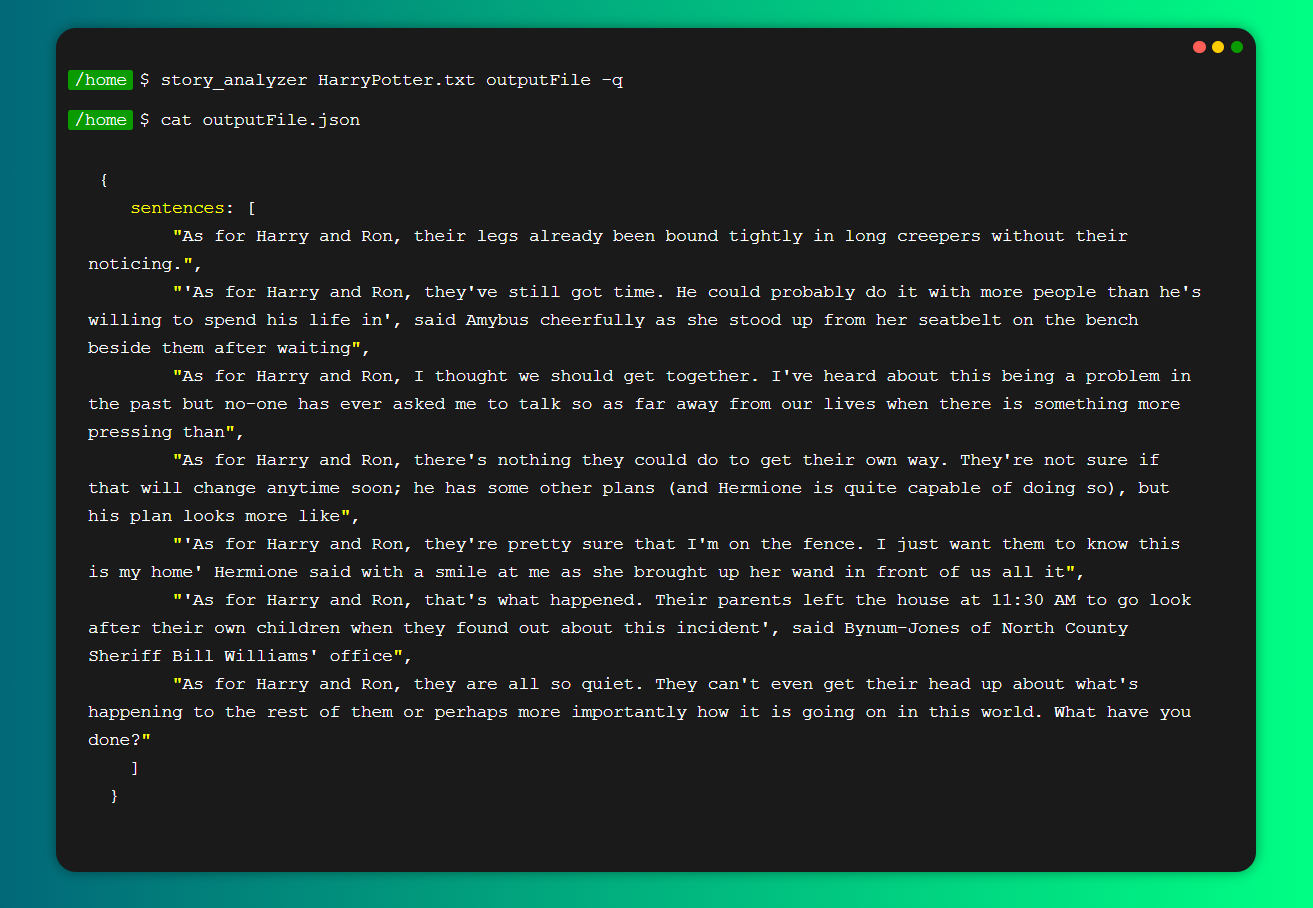 /home $ story_analyzer HarryPotter.txt outputFile -q
/home $ cat outputFile.json
{
sentences: [
"As for Harry and Ron, their legs already been bound tightly in long creepers without their
noticing.",
"'As for Harry and Ron, they've still got time. He could probably do it with more people than he's
willing to spend his life in', said Amybus cheerfully as she stood up from her seatbelt on the bench
beside them after waiting",
"As for Harry and Ron, I thought we should get together. I've heard about this being a problem in
the past but no-one has ever asked me to talk so as far away from our lives when there is something more
pressing than",
"As for Harry and Ron, there's nothing they could do to get their own way. They're not sure if
that will change anytime soon; he has some other plans (and Hermione is quite capable of doing so), but
his plan looks more like",
"'As for Harry and Ron, they're pretty sure that I'm on the fence. I just want them to know this
is my home' Hermione said with a smile at me as she brought up her wand in front of us all it",
"'As for Harry and Ron, that's what happened. Their parents left the house at 11:30 AM to go look
after their own children when they found out about this incident', said Bynum-Jones of North County
Sheriff Bill Williams' office",
"As for Harry and Ron, they are all so quiet. They can't even get their head up about what's
happening to the rest of them or perhaps more importantly how it is going on in this world. What have you
done?"
]
}